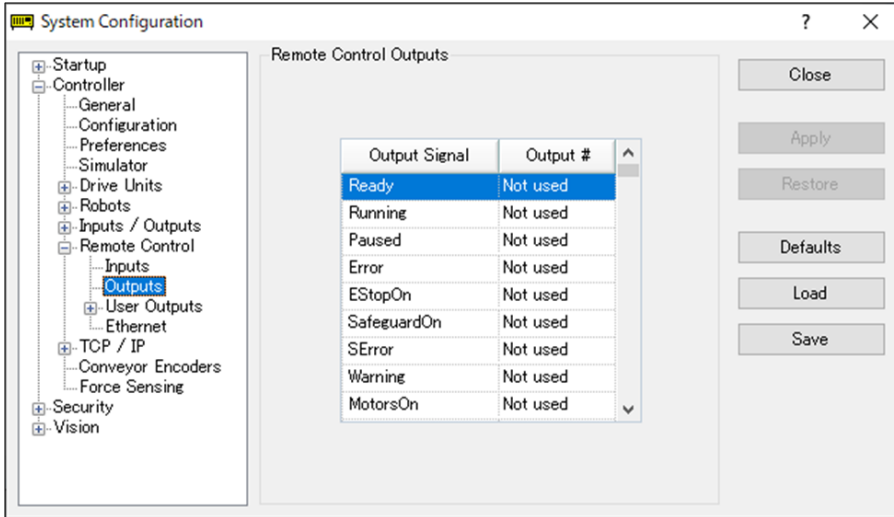 System Configuration
?
Startup
Controller
General
Configuration
Preferences
Simulator
Drive Units
Robots
Inputs / Outputs
Remote Control
Inputs
Outputs
User Outputs
Ethernet
TCP / IP
Conveyor Encoders
Force Sensing
Security
Vision
Remote Control Outputs
Output Signal Output #
Ready Not used
Running Not used
Paused Not used
Error Not used
EStopOn Not used
SafeguardOn Not used
SError Not used
Warning Not used
MotorsOn Not used
Close
Apply
Restore
Defaults
Load
Save